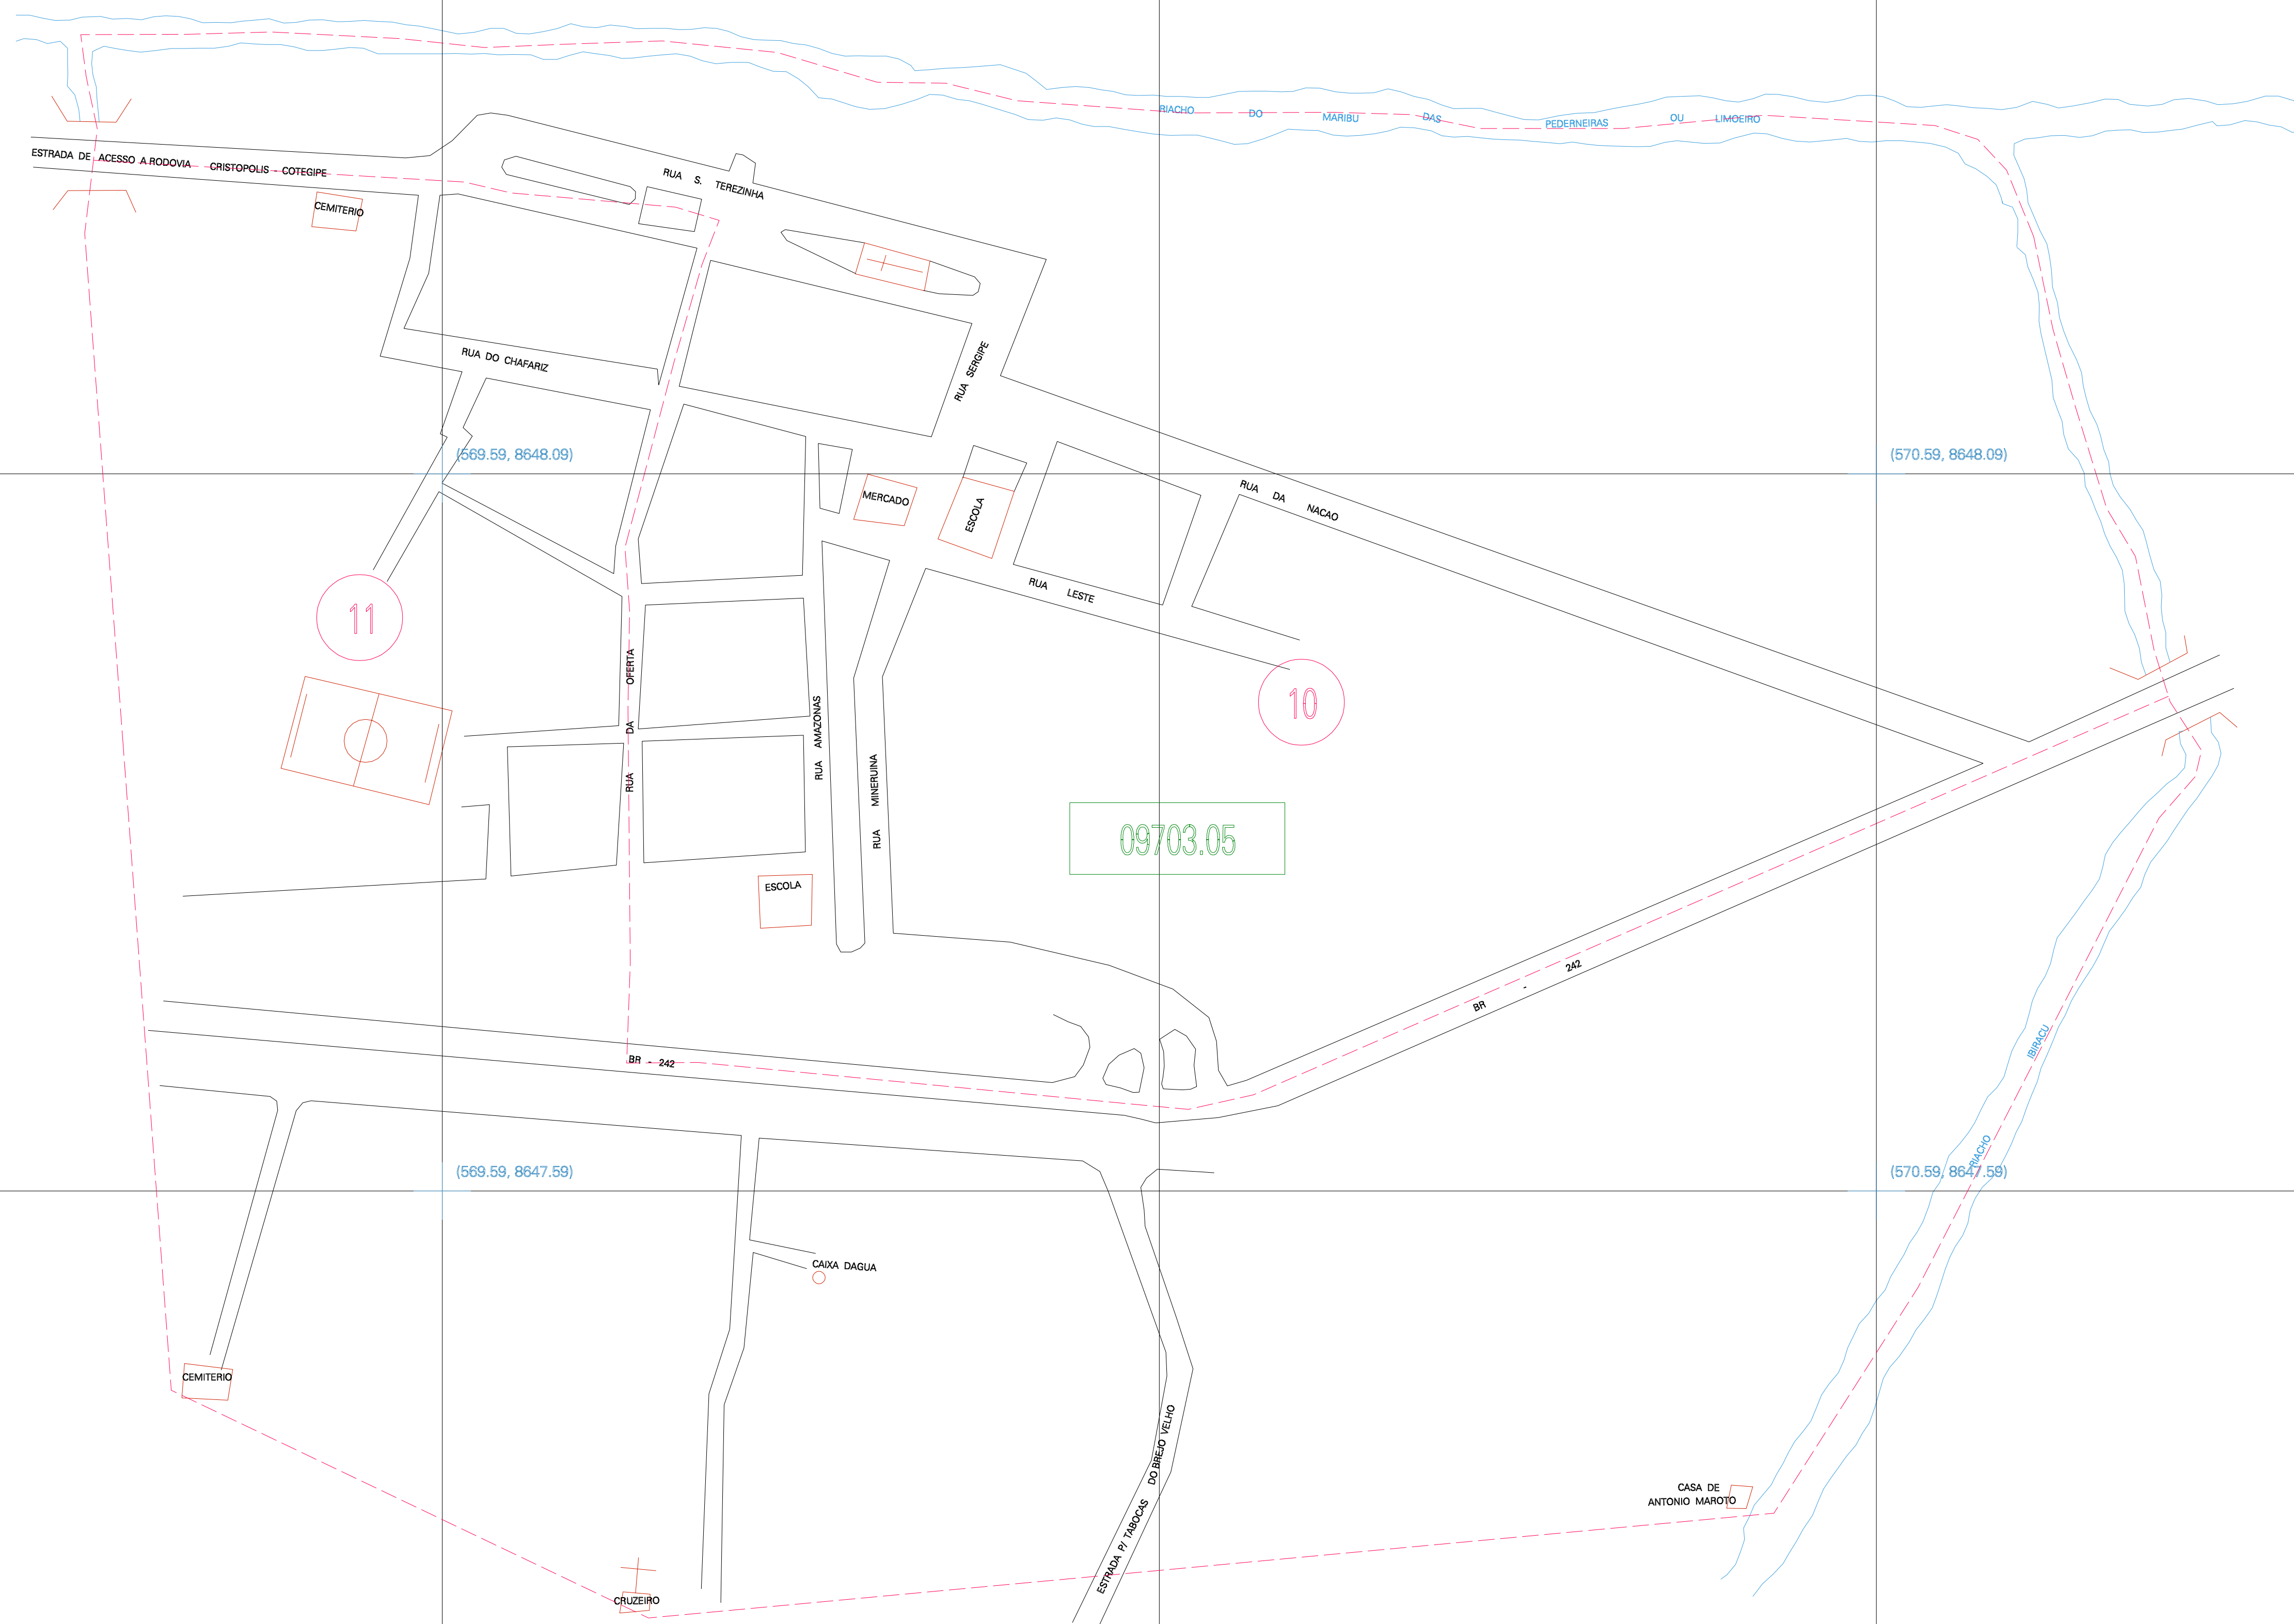 RIACHO DO MARIBU DAS PEDERNEIRAS OU LIMOEIRO
ESTRADA DE ACESSO A RODOVIA CRISTOPOLIS - COTEGIPE
RUA S. TEREZINHA
CEMITERIO
RUA DO CHAFARIZ
RUA SERGIPE
(569.59, 8648.09)
(570.59, 8648.09)
MERCADO
ESCOLA
RUA DA NACAO
RUA LESTE
11
10
RUA DA OFERTA
RUA AMAZONAS
RUA MINERUINA
09703.05
ESCOLA
BR - 242
BR - 242
RIACHO IBIRACU
(569.59, 8647.59)
(570.59, 8647.59)
CAIXA DAGUA
CEMITERIO
ESTRADA P/ TABOCAS DO BREJO VELHO
CASA DE
ANTONIO MAROTO
CRUZEIRO